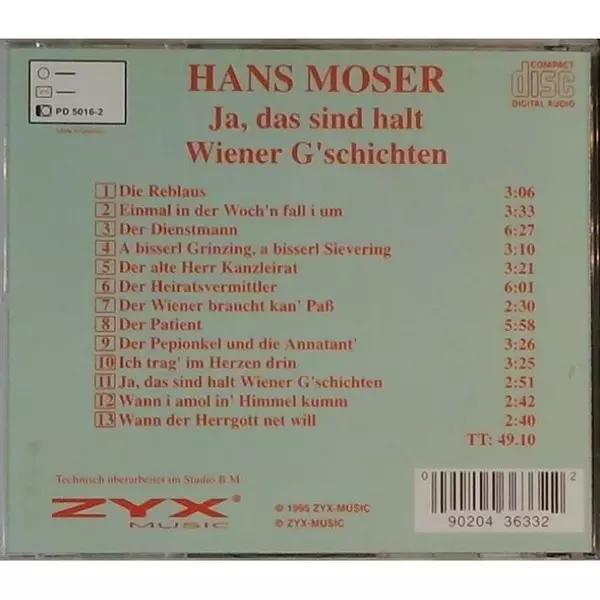 PD 5016-2
HANS MOSER
Ja, das sind halt
Wiener G'schichten
COMPACT
disc
DIGITAL AUDIO
1 Die Reblaus 3:06
2 Einmal in der Woch'n fall i um 3:33
3 Der Dienstmann 6:27
4 A bisserl Grinzing, a bisserl Sievering 3:10
5 Der alte Herr Kanzleirat 3:21
6 Der Heiratsvermittler 6:01
7 Der Wiener braucht kan' Paß 2:30
8 Der Patient 5:58
9 Der Pepionkel und die Annatant' 3:26
10 Ich trag' im Herzen drin 3:25
11 Ja, das sind halt Wiener G'schichten 2:51
12 Wann i amol in' Himmel kumm 2:42
13 Wann der Herrgott net will 2:40
TT: 49.10
Technisch überarbeitet im Studio B.M
ZYX®
MUSIC
© 1995 ZYX-MUSIC
℗ ZYX-MUSIC
0 90204 36332 2